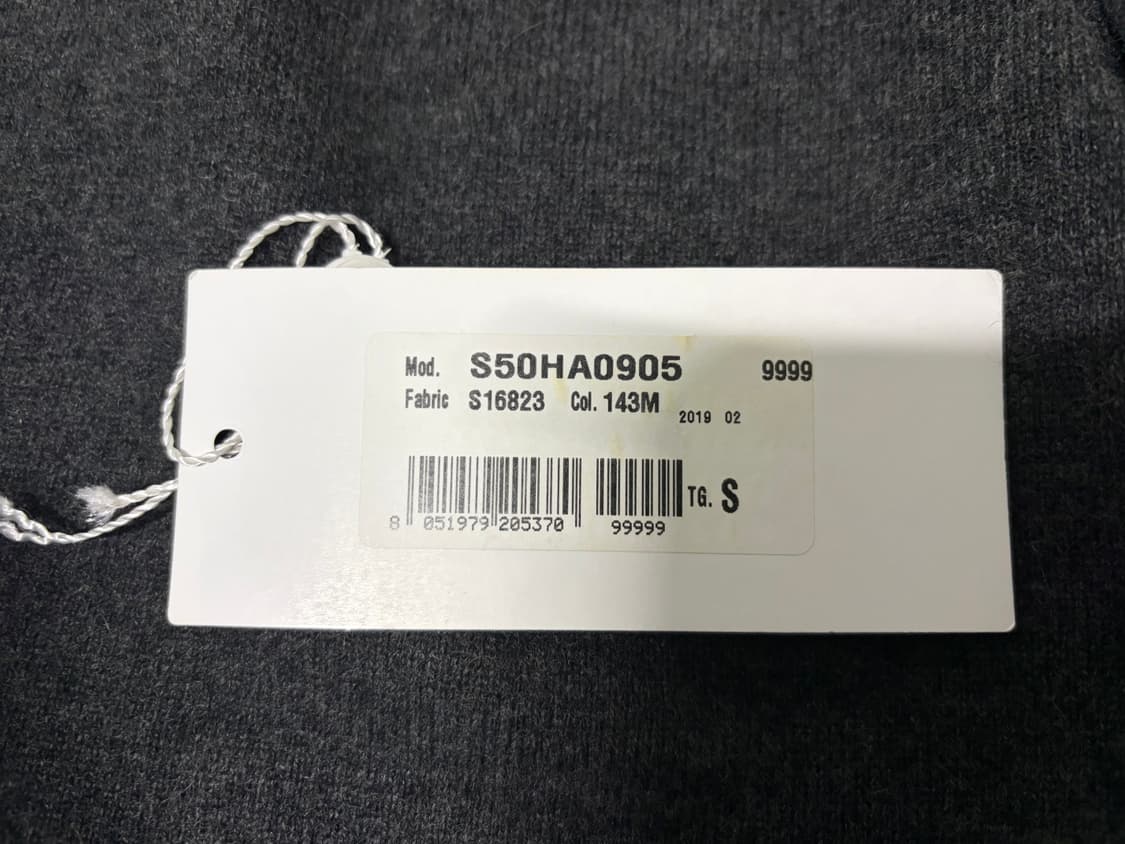 Mod. S50HA0905 9999
Fabric S16823 Col. 143M 2019 02
TG. S
8 051979 205370 99999